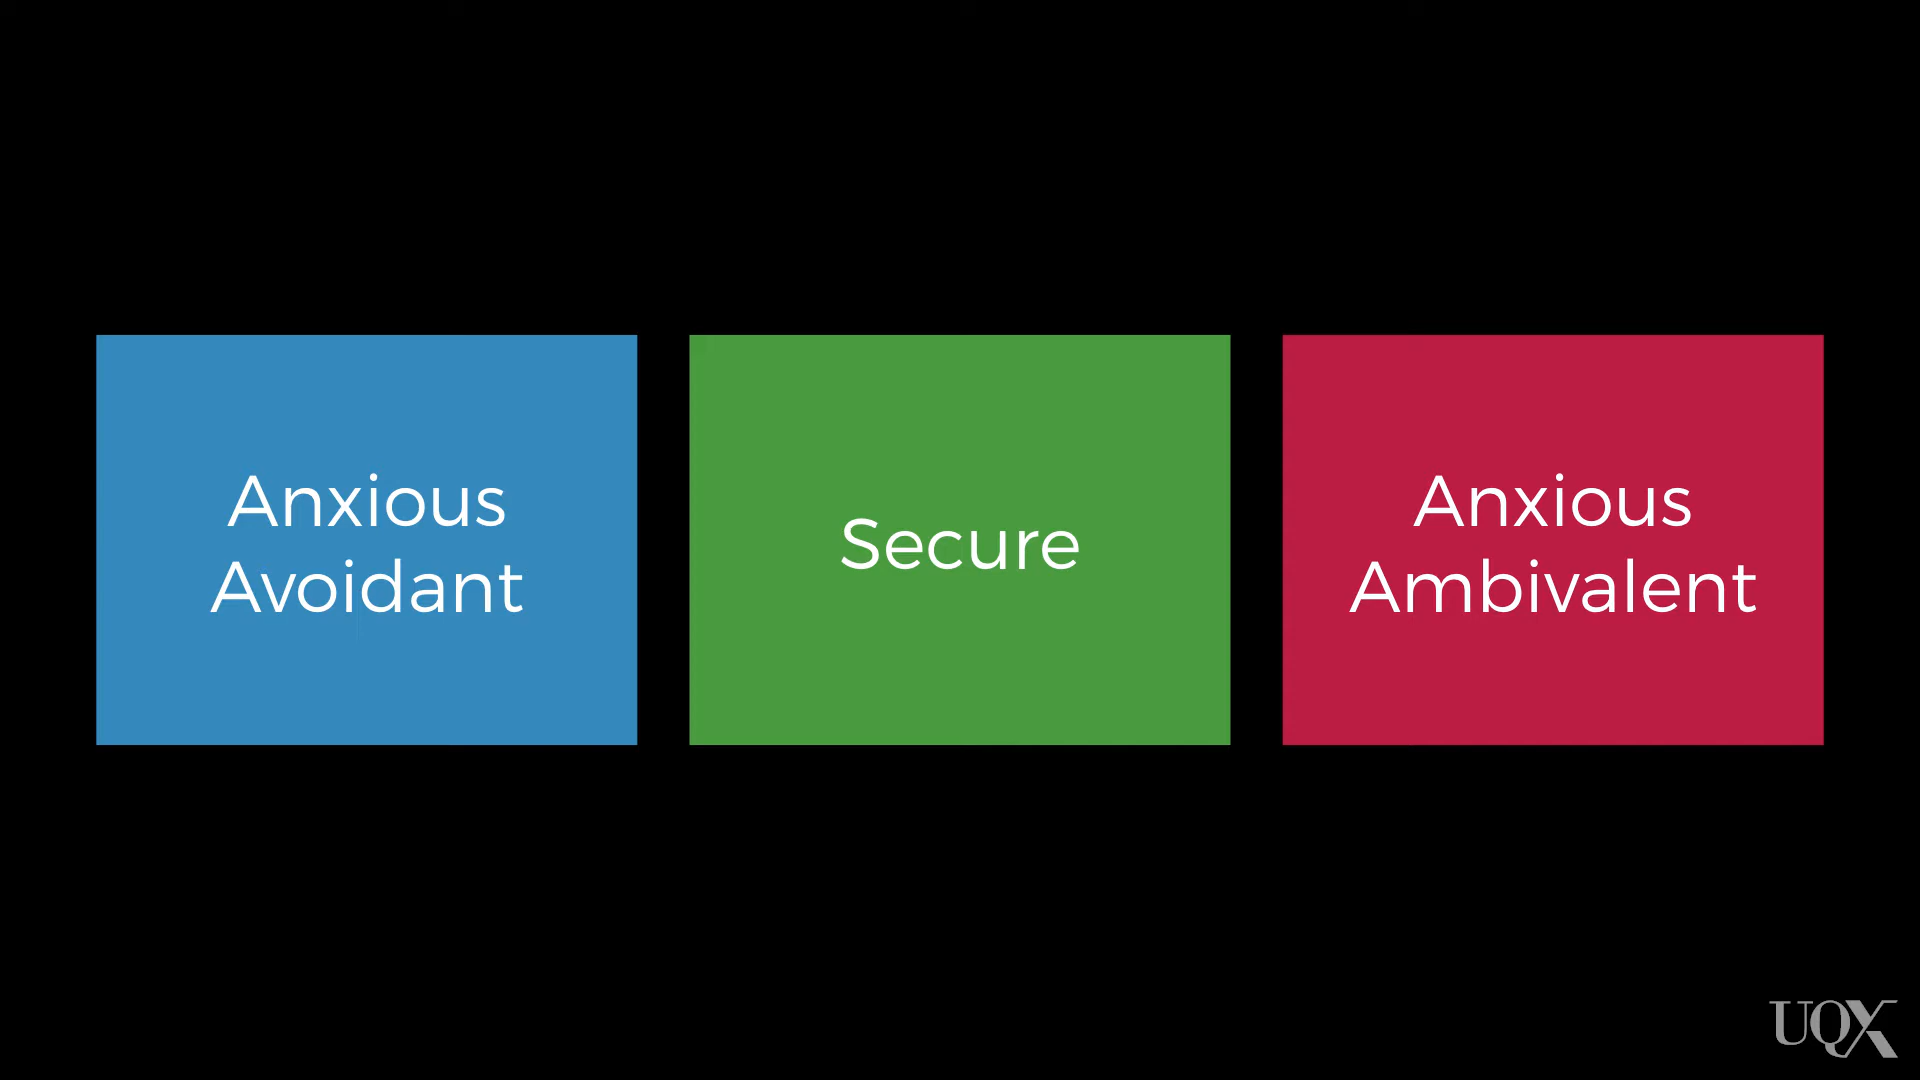 Anxious
Avoidant
Secure
Anxious
Ambivalent
UQX